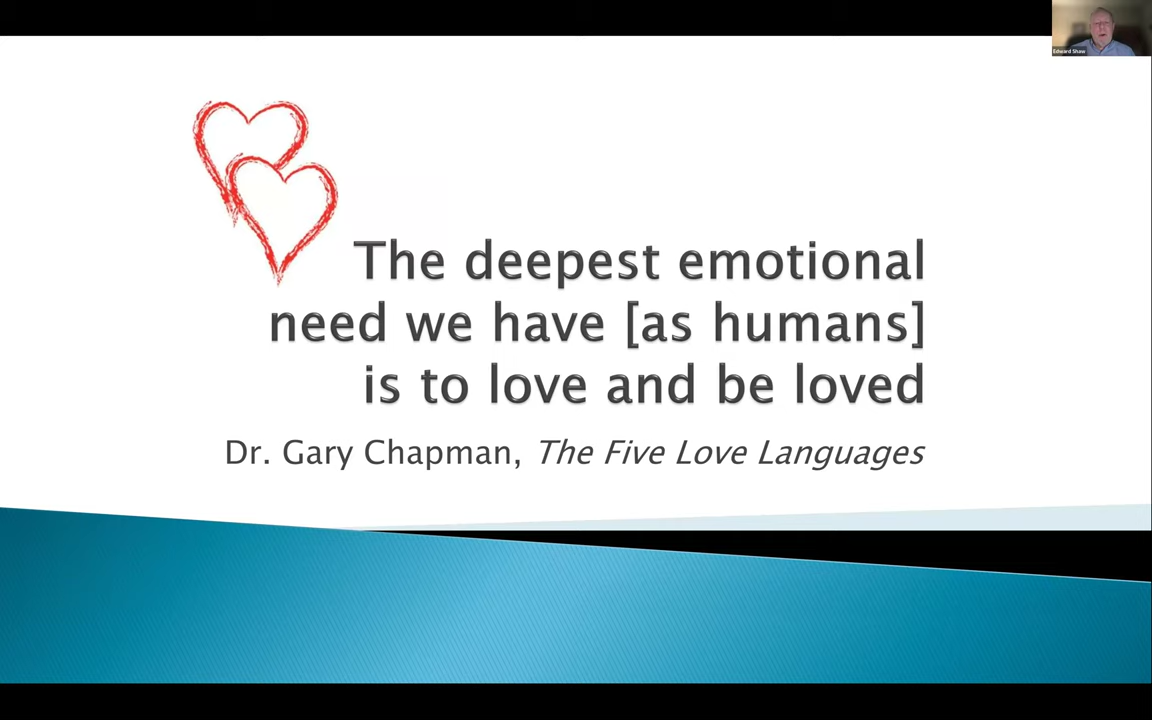 Edward Shaw
The deepest emotional
need we have [as humans]
is to love and be loved
Dr. Gary Chapman, The Five Love Languages